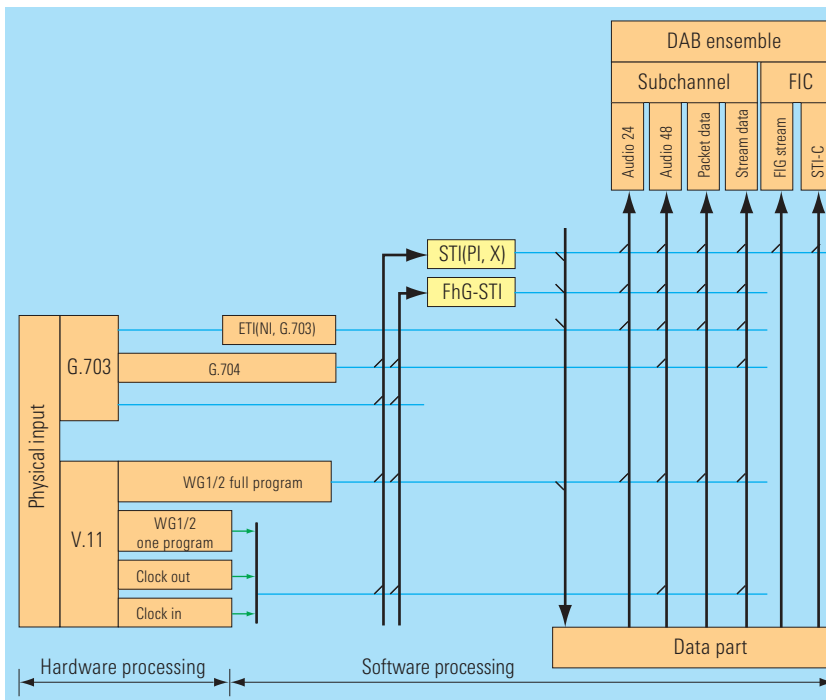 DAB ensemble
Subchannel
FIC
Audio 24
Audio 48
Packet data
Stream data
FIG stream
STI-C
STI(PI, X)
FhG-STI
Physical input
G.703
ETI(NI, G.703)
G.704
V.11
WG1/2 full program
WG1/2
one program
Clock out
Clock in
Data part
Hardware processing
Software processing